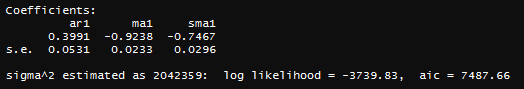 Coefficients:
ar1 ma1 sma1
0.3991 -0.9238 -0.7467
s.e. 0.0531 0.0233 0.0296
sigma^2 estimated as 2042359: log likelihood = -3739.83, aic = 7487.66